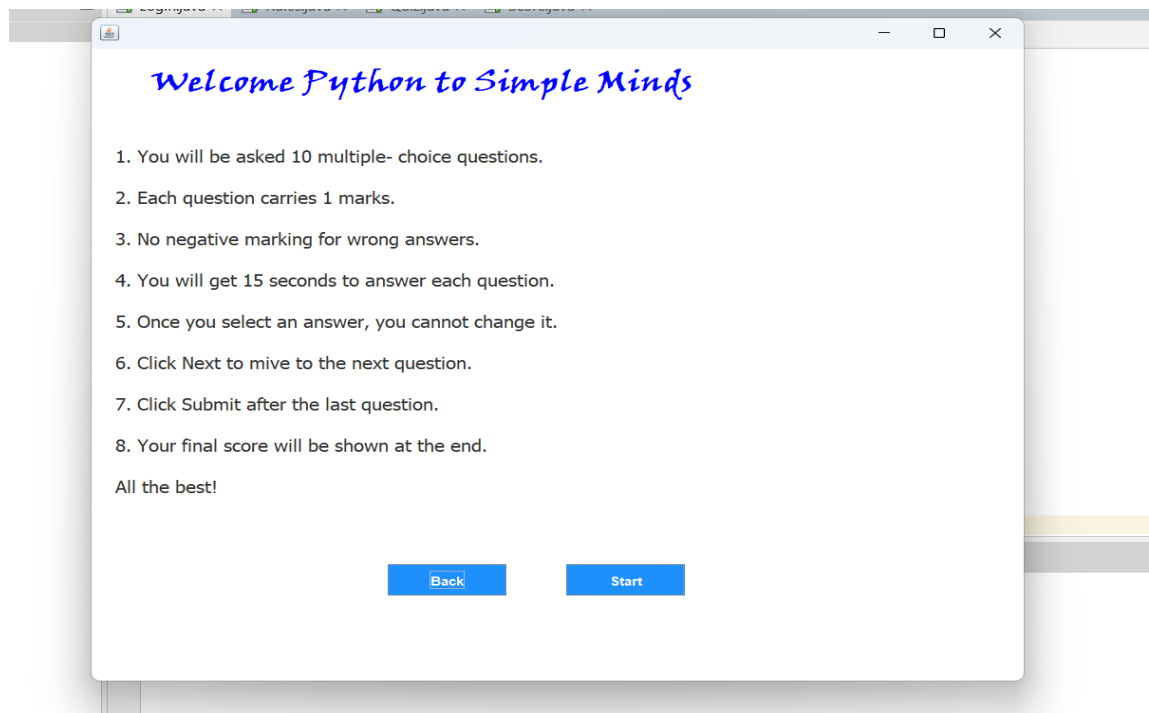 Welcome Python to Simple Minds
1. You will be asked 10 multiple- choice questions.
2. Each question carries 1 marks.
3. No negative marking for wrong answers.
4. You will get 15 seconds to answer each question.
5. Once you select an answer, you cannot change it.
6. Click Next to mive to the next question.
7. Click Submit after the last question.
8. Your final score will be shown at the end.
All the best!
Back Start